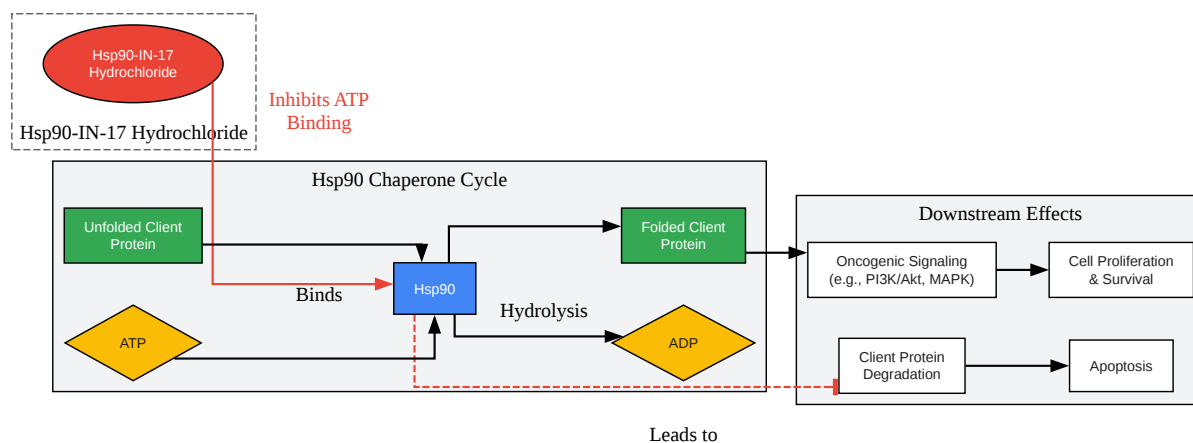 Hsp90-IN-17
Hydrochloride
Hsp90-IN-17 Hydrochloride
Inhibits ATP
Binding
Hsp90 Chaperone Cycle
Unfolded Client
Protein
Folded Client
Protein
Binds
Hsp90
Hydrolysis
ATP
ADP
Downstream Effects
Oncogenic Signaling
(e.g., PI3K/Akt, MAPK)
Cell Proliferation
& Survival
Client Protein
Degradation
Apoptosis
Leads to